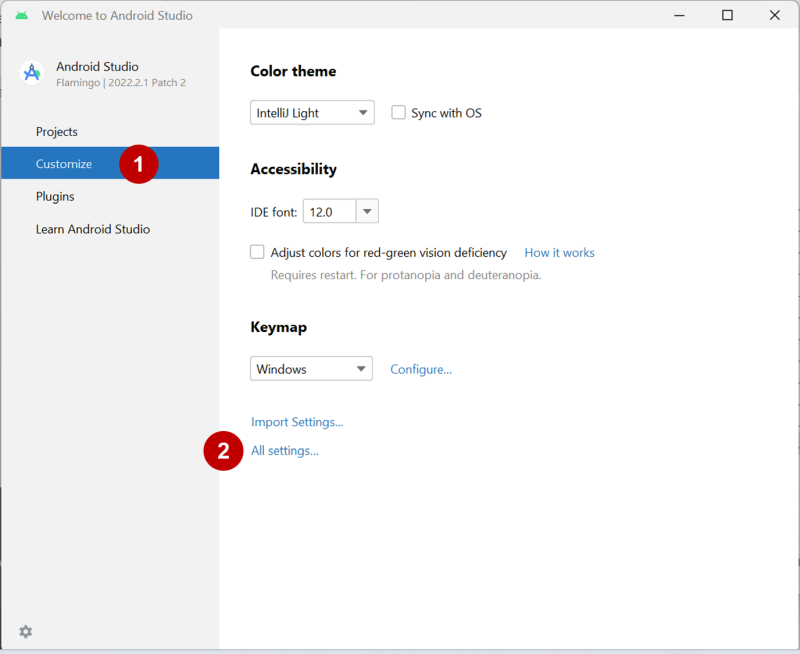 Welcome to Android Studio
Android Studio
Flamingo | 2022.2.1 Patch 2
Projects
Customize
1
Plugins
Learn Android Studio
Color theme
IntelliJ Light
Sync with OS
Accessibility
IDE font: 12.0
Adjust colors for red-green vision deficiency How it works
Requires restart. For protanopia and deuteranopia.
Keymap
Windows
Configure...
Import Settings...
2
All settings...